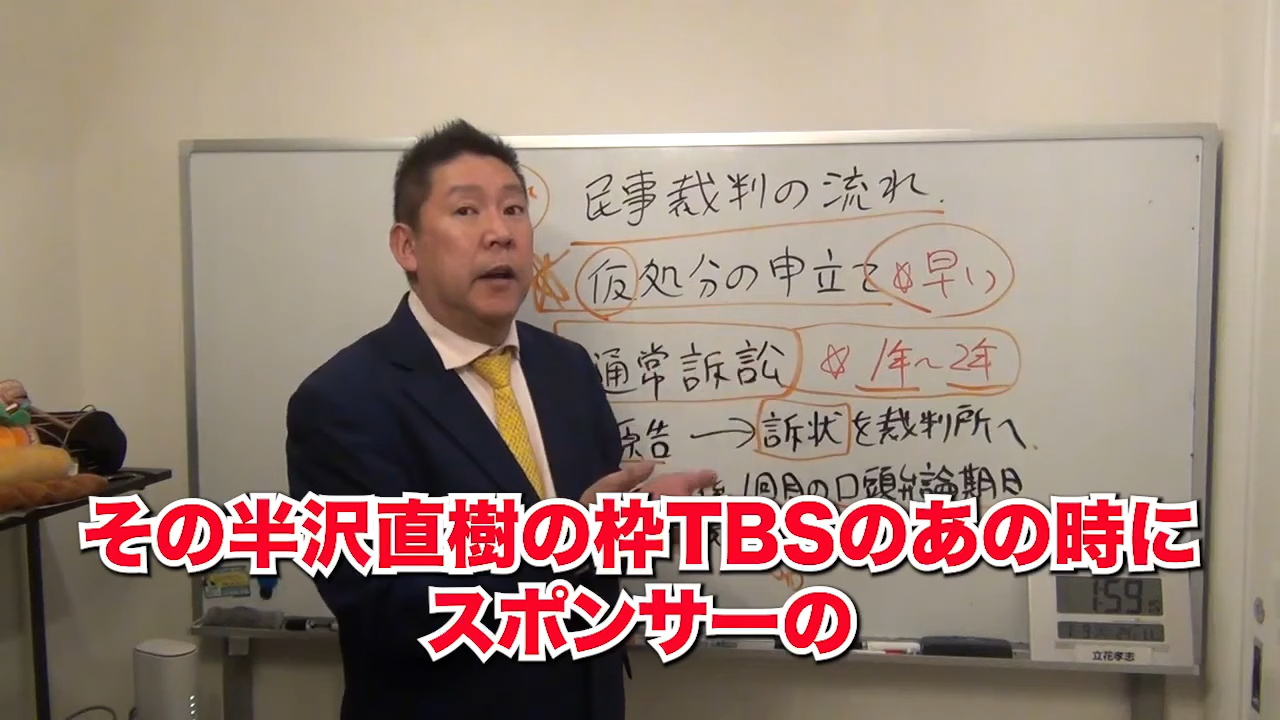 民事裁判の流れ.
仮処分の申立て 早い
通常訴訟 1年～2年
原告 → 訴状を裁判所へ.
後 1回目の口頭弁論期日
その半沢直樹の枠TBSのあの時に
スポンサーの
1:59
立花孝志